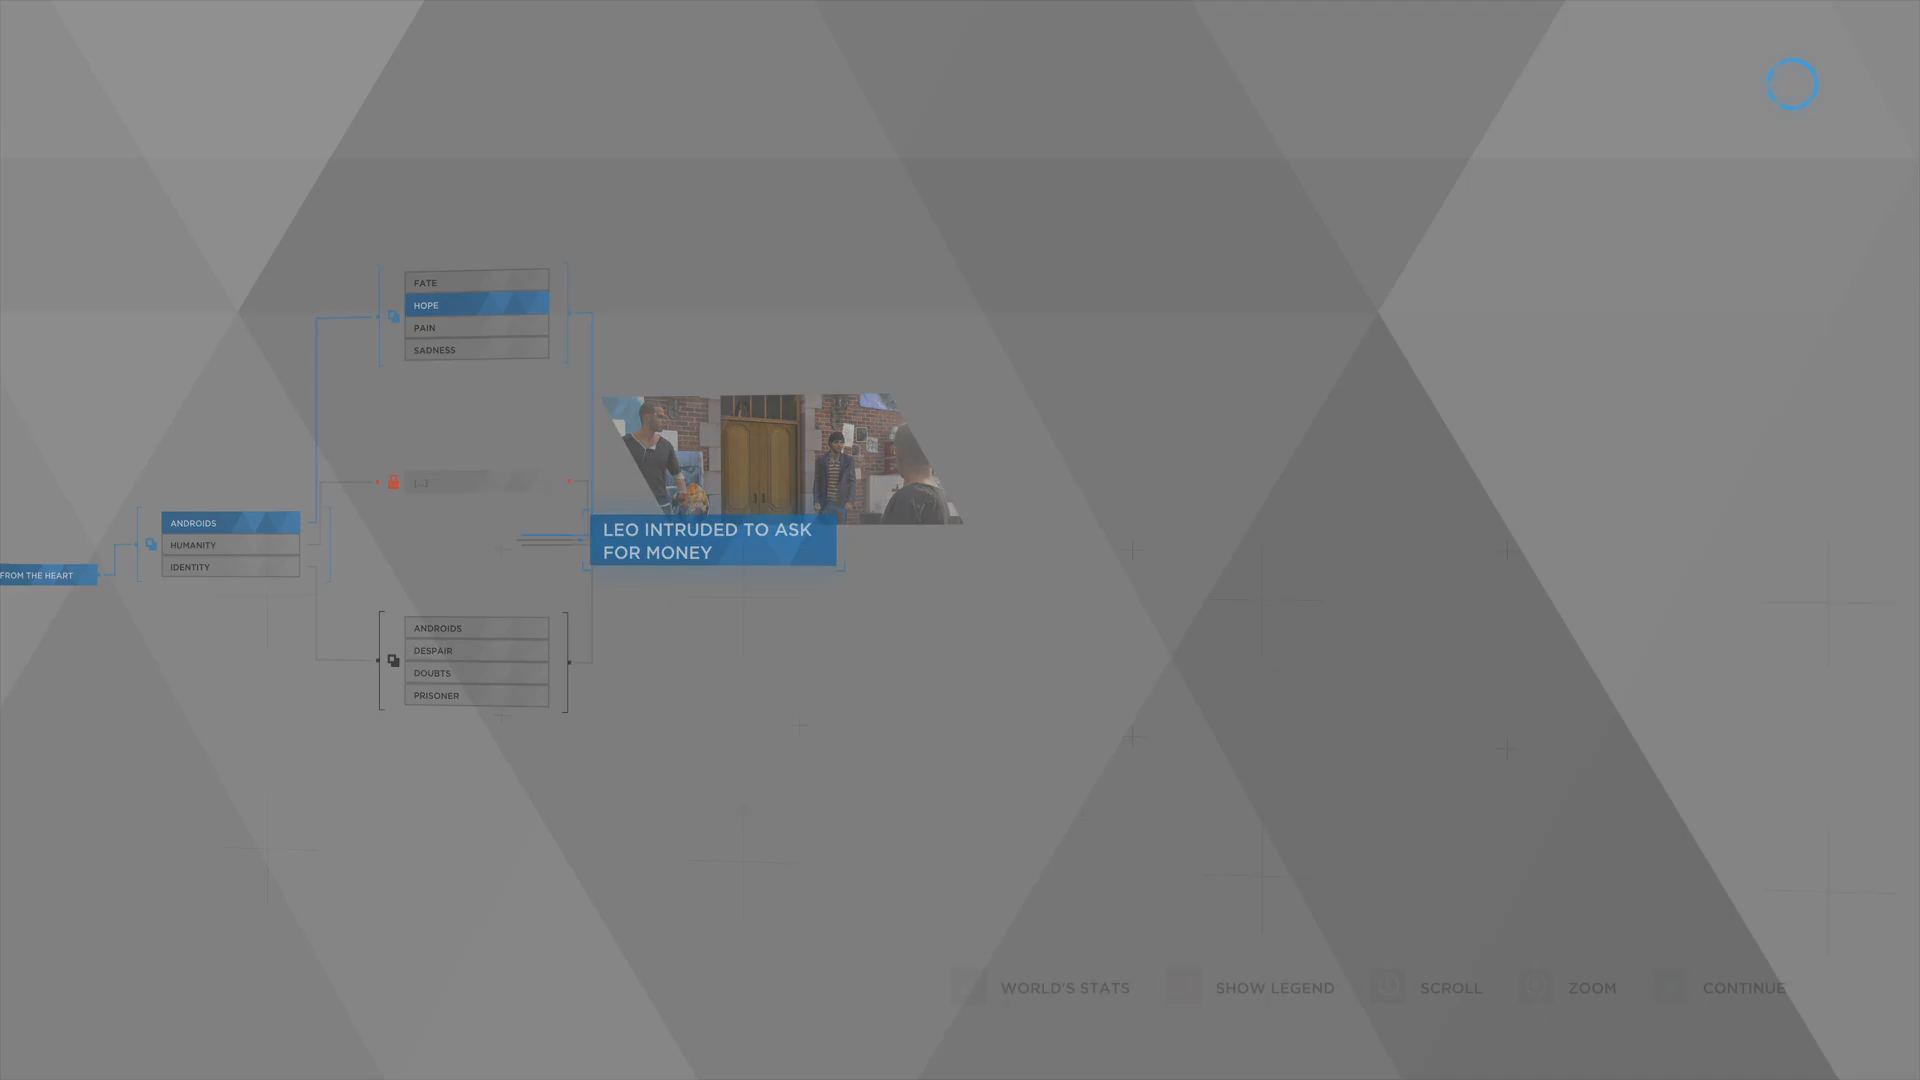 FATE
HOPE
PAIN
SADNESS
[...]
ANDROIDS
HUMANITY
IDENTITY
FROM THE HEART
LEO INTRUDED TO ASK
FOR MONEY
ANDROIDS
DESPAIR
DOUBTS
PRISONER
WORLD'S STATS
SHOW LEGEND
SCROLL
ZOOM
CONTINUE